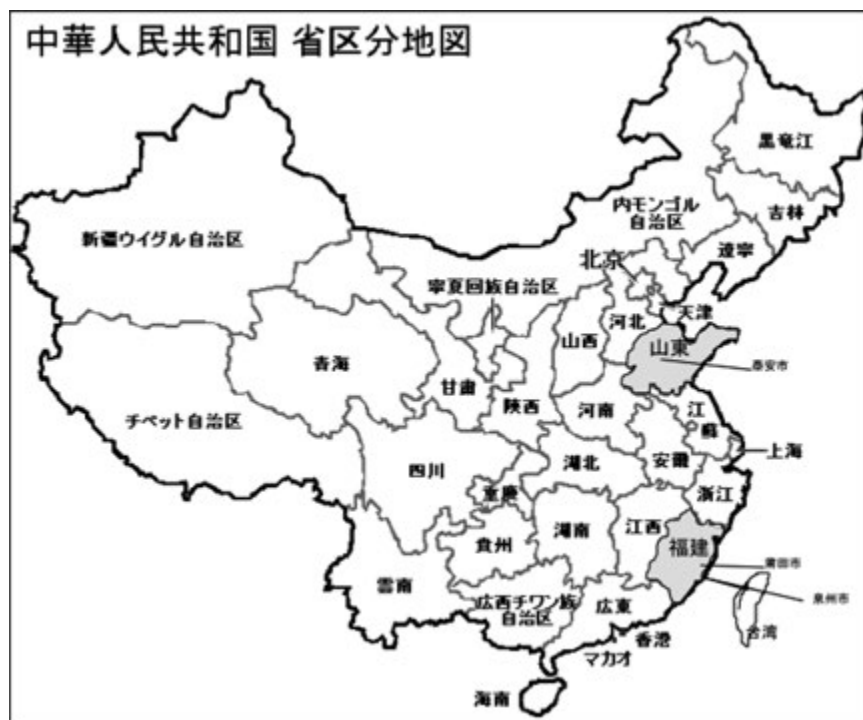 中華人民共和国 省区分地図
黒竜江
内モンゴル
自治区
吉林
新疆ウイグル自治区
遼寧
北京
寧夏回族自治区
天津
河北
山西
山東
青海
泰安市
甘粛
陝西
河南
江
蘇
チベット自治区
上海
四川
湖北
安徽
重慶
浙江
江西
湖南
福建
貴州
莆田市
雲南
泉州市
広西チワン族
自治区
広東
台湾
香港
マカオ
海南